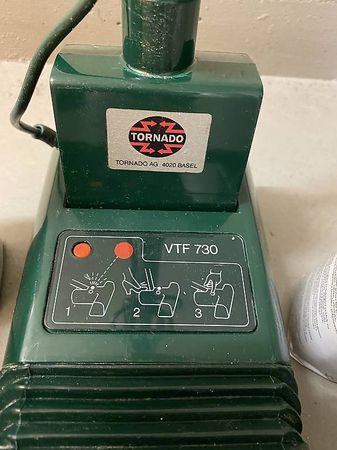 TORNADO
TORNADO AG 4020 BASEL
VTF 730
1 2 3